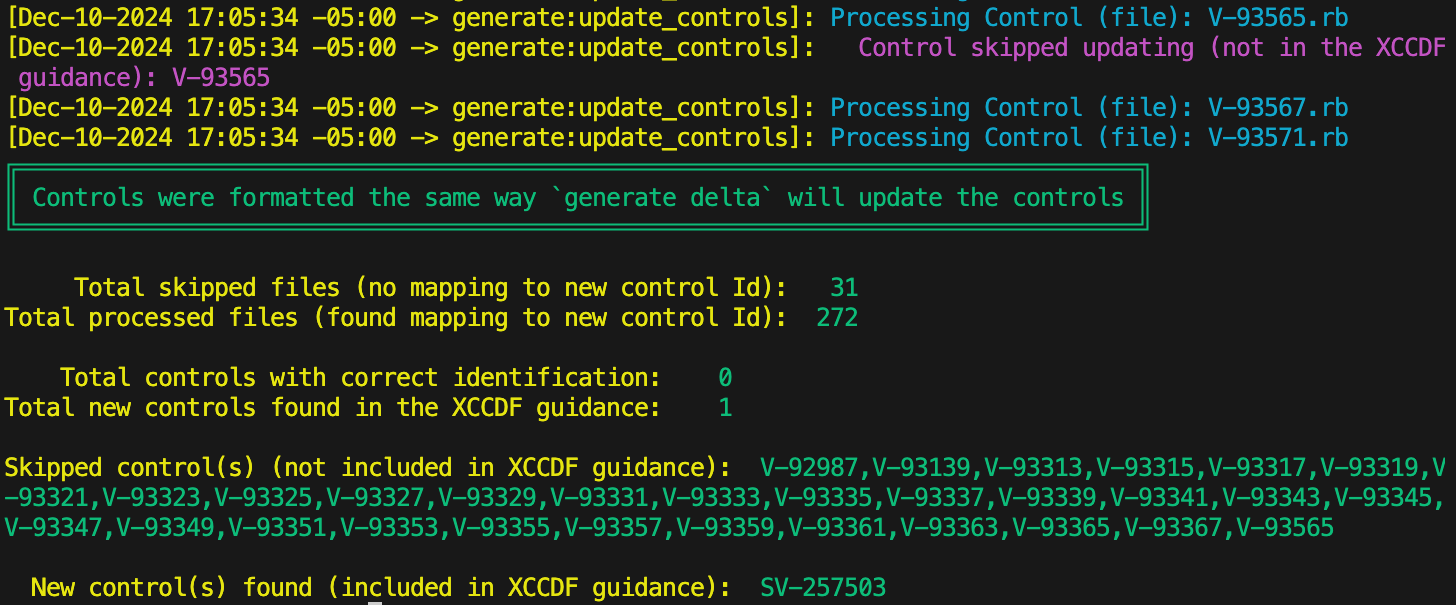 [Dec-10-2024 17:05:34 -05:00 -> generate:update_controls]: Processing Control (file): V-93565.rb
[Dec-10-2024 17:05:34 -05:00 -> generate:update_controls]:   Control skipped updating (not in the XCCDF
 guidance): V-93565
[Dec-10-2024 17:05:34 -05:00 -> generate:update_controls]: Processing Control (file): V-93567.rb
[Dec-10-2024 17:05:34 -05:00 -> generate:update_controls]: Processing Control (file): V-93571.rb
Controls were formatted the same way `generate delta` will update the controls
Total skipped files (no mapping to new control Id):   31
Total processed files (found mapping to new control Id):  272
Total controls with correct identification:    0
Total new controls found in the XCCDF guidance:    1
Skipped control(s) (not included in XCCDF guidance):  V-92987,V-93139,V-93313,V-93315,V-93317,V-93319,V
-93321,V-93323,V-93325,V-93327,V-93329,V-93331,V-93333,V-93335,V-93337,V-93339,V-93341,V-93343,V-93345,
V-93347,V-93349,V-93351,V-93353,V-93355,V-93357,V-93359,V-93361,V-93363,V-93365,V-93367,V-93565
New control(s) found (included in XCCDF guidance):  SV-257503